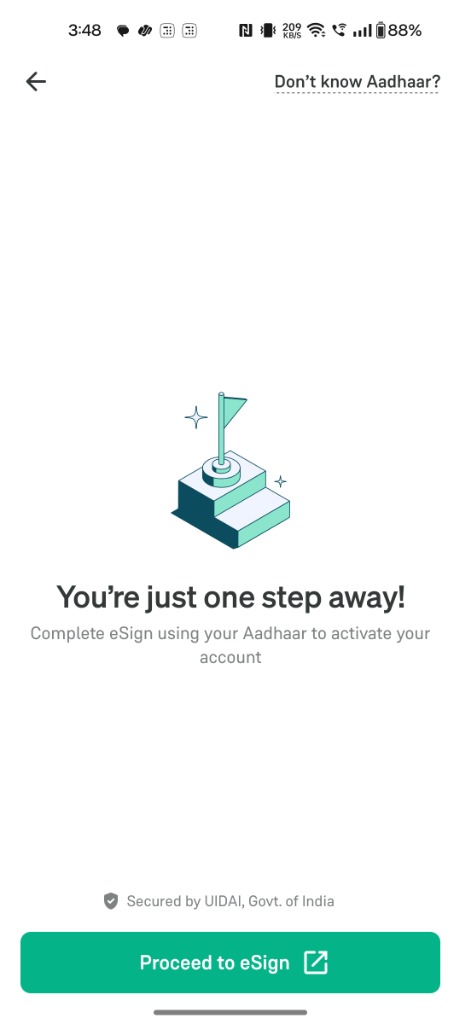 3:48 209 KB/S 88%
Don't know Aadhaar?
You're just one step away!
Complete eSign using your Aadhaar to activate your
account
Secured by UIDAI, Govt. of India
Proceed to eSign